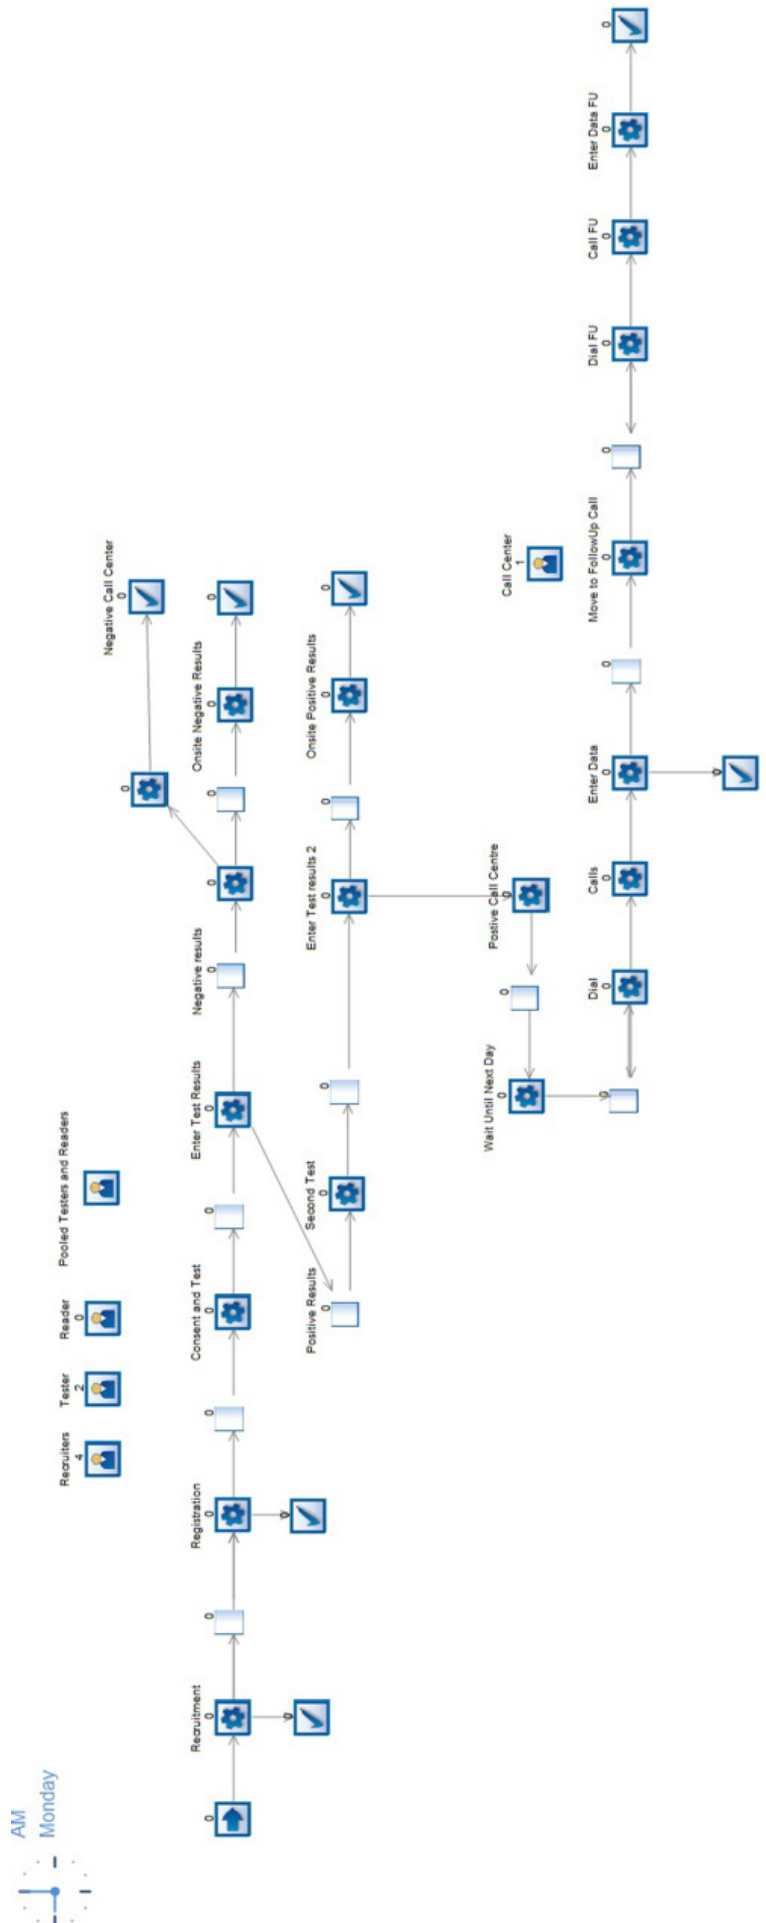 AM
Monday
Recruiters
4
Tester
2
Reader
0
Pooled Testers and Readers
0
Negative Call Center
0
0
Recruitment
0
0
Registration
0
0
Consent and Test
0
0
Enter Test Results
0
Negative results
0
0
0
Onsite Negative Results
0
0
0
0
Positive Results
0
Second Test
0
0
Enter Test results 2
0
0
Onsite Positive Results
0
0
Wait Until Next Day
0
0
Postive Call Centre
0
Call Center
1
0
Dial
0
Calls
0
Enter Data
0
0
Move to FollowUp Call
0
0
Dial FU
0
Call FU
0
Enter Data FU
0
0
0